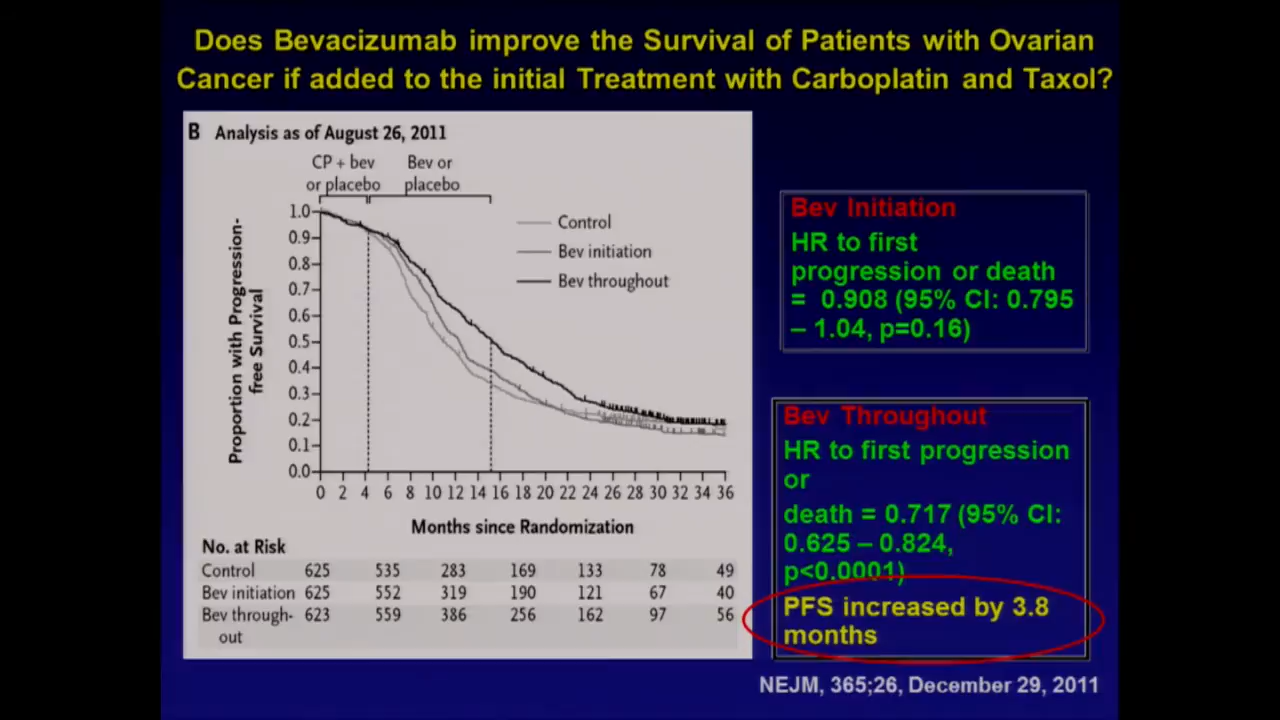 Does Bevacizumab improve the Survival of Patients with Ovarian
Cancer if added to the initial Treatment with Carboplatin and Taxol?
B Analysis as of August 26, 2011
CP + bev
or placebo
Bev or
placebo
Control
Bev initiation
Bev throughout
Proportion with Progression-
free Survival
1.0
0.9
0.8
0.7
0.6
0.5
0.4
0.3
0.2
0.1
0.0
0 2 4 6 8 10 12 14 16 18 20 22 24 26 28 30 32 34 36
Months since Randomization
No. at Risk
Control 625 535 283 169 133 78 49
Bev initiation 625 552 319 190 121 67 40
Bev through- 623 559 386 256 162 97 56
out
Bev Initiation
HR to first
progression or death
= 0.908 (95% CI: 0.795
– 1.04, p=0.16)
Bev Throughout
HR to first progression
or
death = 0.717 (95% CI:
0.625 – 0.824,
p<0.0001)
PFS increased by 3.8
months
NEJM, 365;26, December 29, 2011